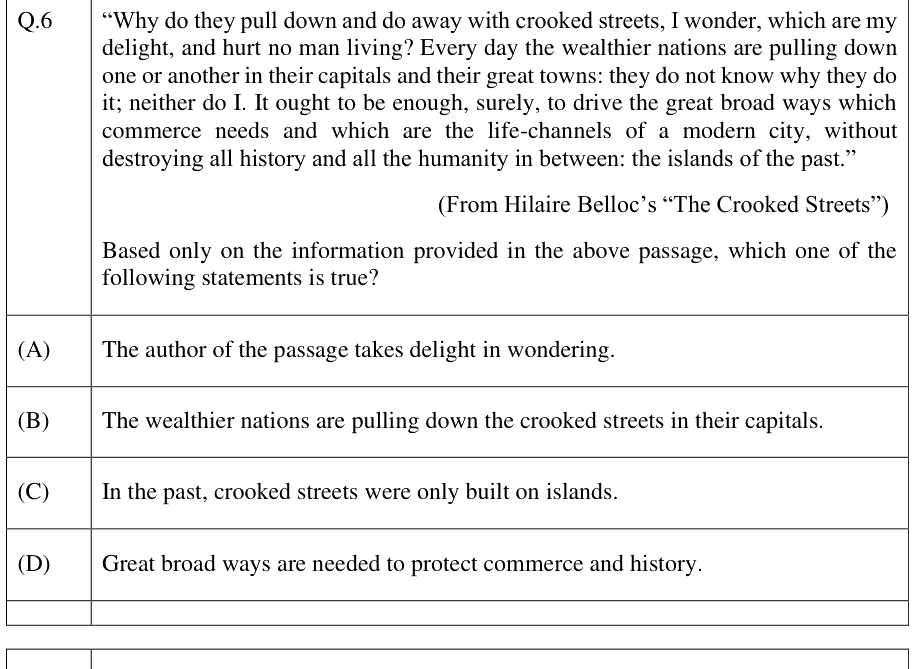 Q.6
“Why do they pull down and do away with crooked streets, I wonder, which are my
delight, and hurt no man living? Every day the wealthier nations are pulling down
one or another in their capitals and their great towns: they do not know why they do
it; neither do I. It ought to be enough, surely, to drive the great broad ways which
commerce needs and which are the life-channels of a modern city, without
destroying all history and all the humanity in between: the islands of the past.”
(From Hilaire Belloc’s “The Crooked Streets”)
Based only on the information provided in the above passage, which one of the
following statements is true?
(A) The author of the passage takes delight in wondering.
(B) The wealthier nations are pulling down the crooked streets in their capitals.
(C) In the past, crooked streets were only built on islands.
(D) Great broad ways are needed to protect commerce and history.